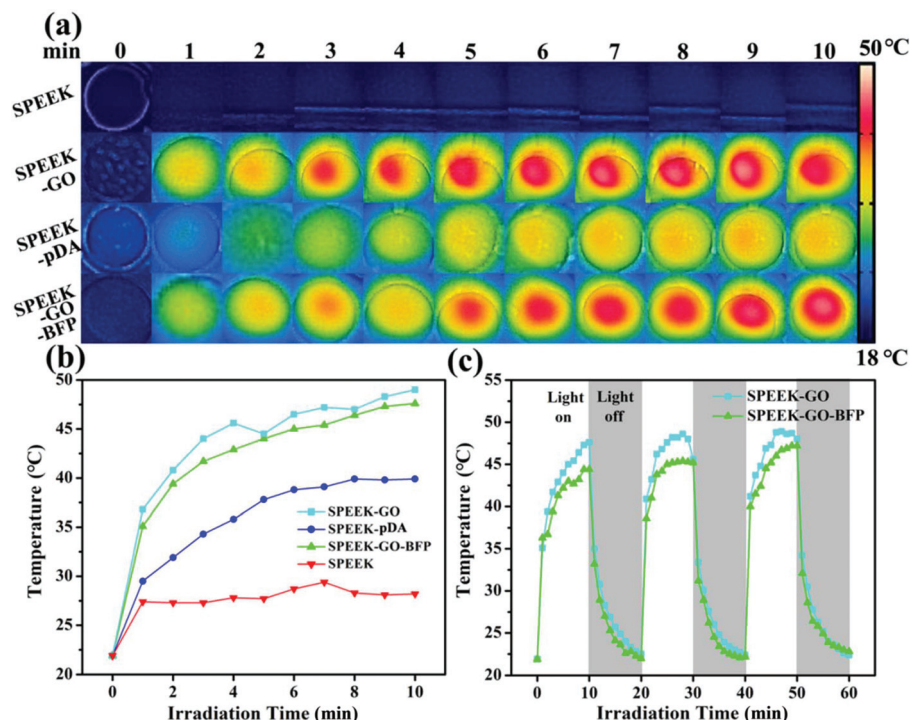 (a)
min 0 1 2 3 4 5 6 7 8 9 10 50 °C
SPEEK
SPEEK
-GO
SPEEK
-pDA
SPEEK
-GO
-BFP
18 °C
(b)
50
45
40
35
30
25
20
Temperature (°C)
SPEEK-GO
SPEEK-pDA
SPEEK-GO-BFP
SPEEK
0 2 4 6 8 10
Irradiation Time (min)
(c)
55
50
45
40
35
30
25
20
Temperature (°C)
Light
on
Light
off
SPEEK-GO
SPEEK-GO-BFP
0 10 20 30 40 50 60
Irradiation Time (min)